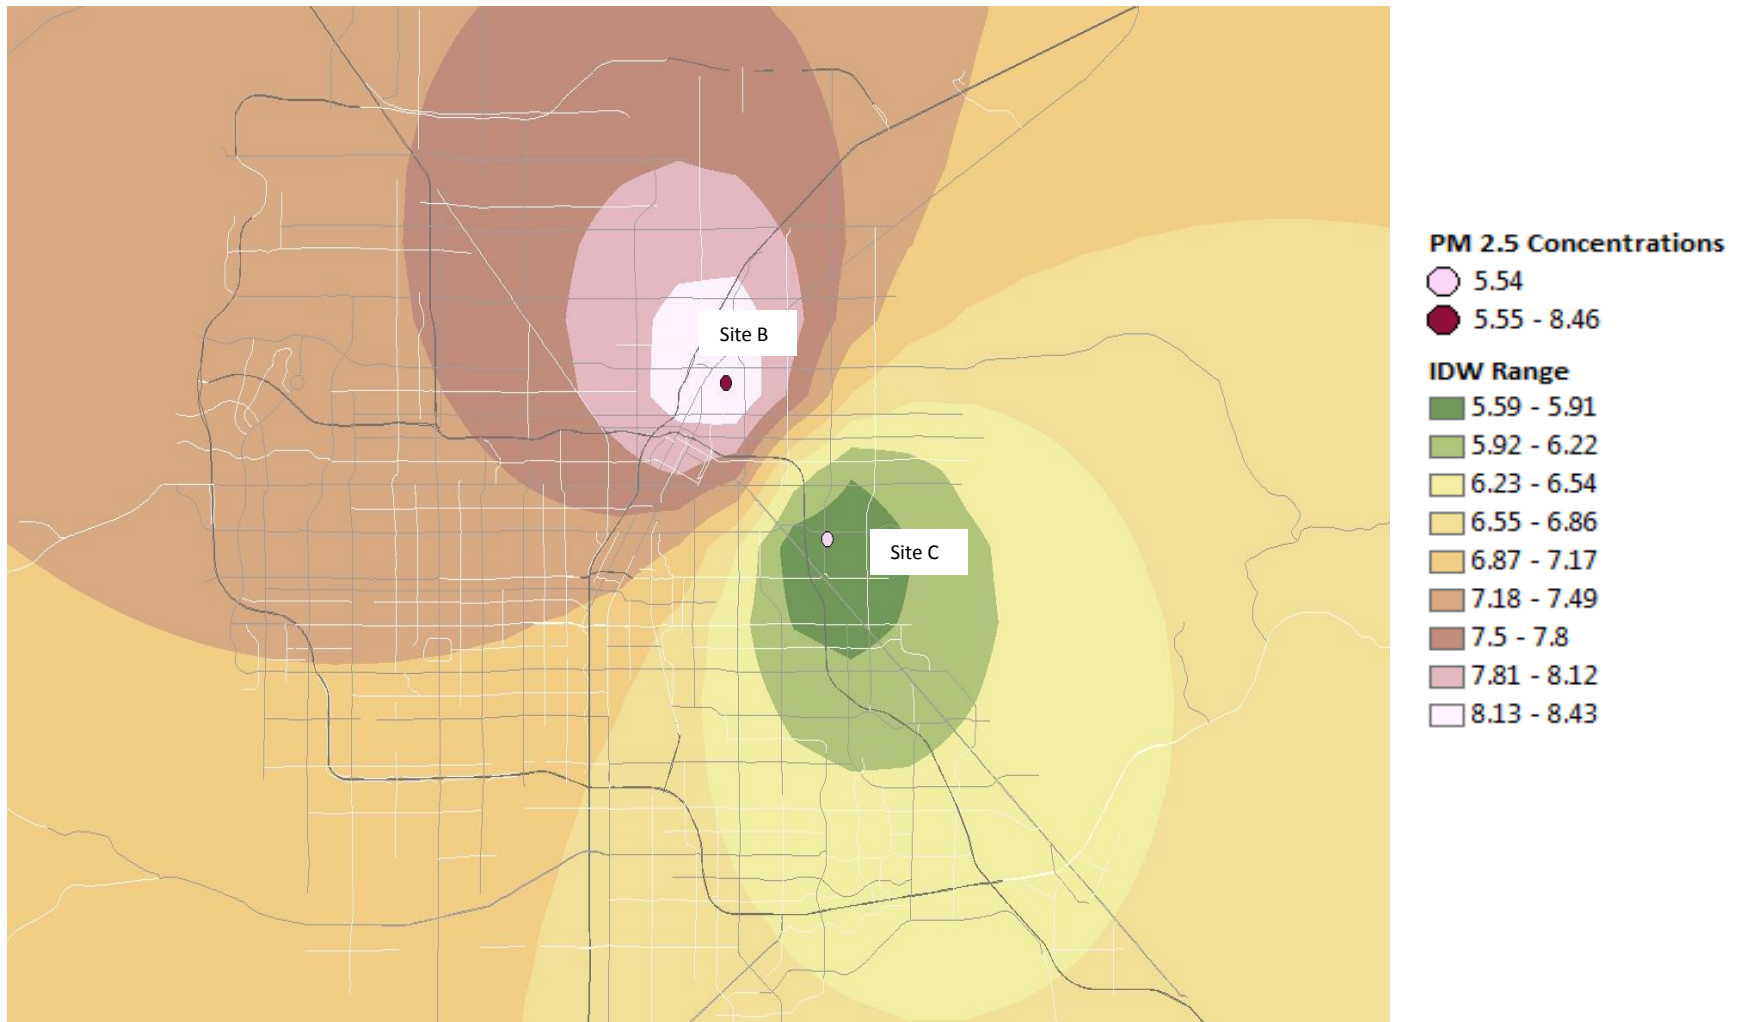 Site B
Site C
PM 2.5 Concentrations
5.54
5.55 - 8.46
IDW Range
5.59 - 5.91
5.92 - 6.22
6.23 - 6.54
6.55 - 6.86
6.87 - 7.17
7.18 - 7.49
7.5 - 7.8
7.81 - 8.12
8.13 - 8.43